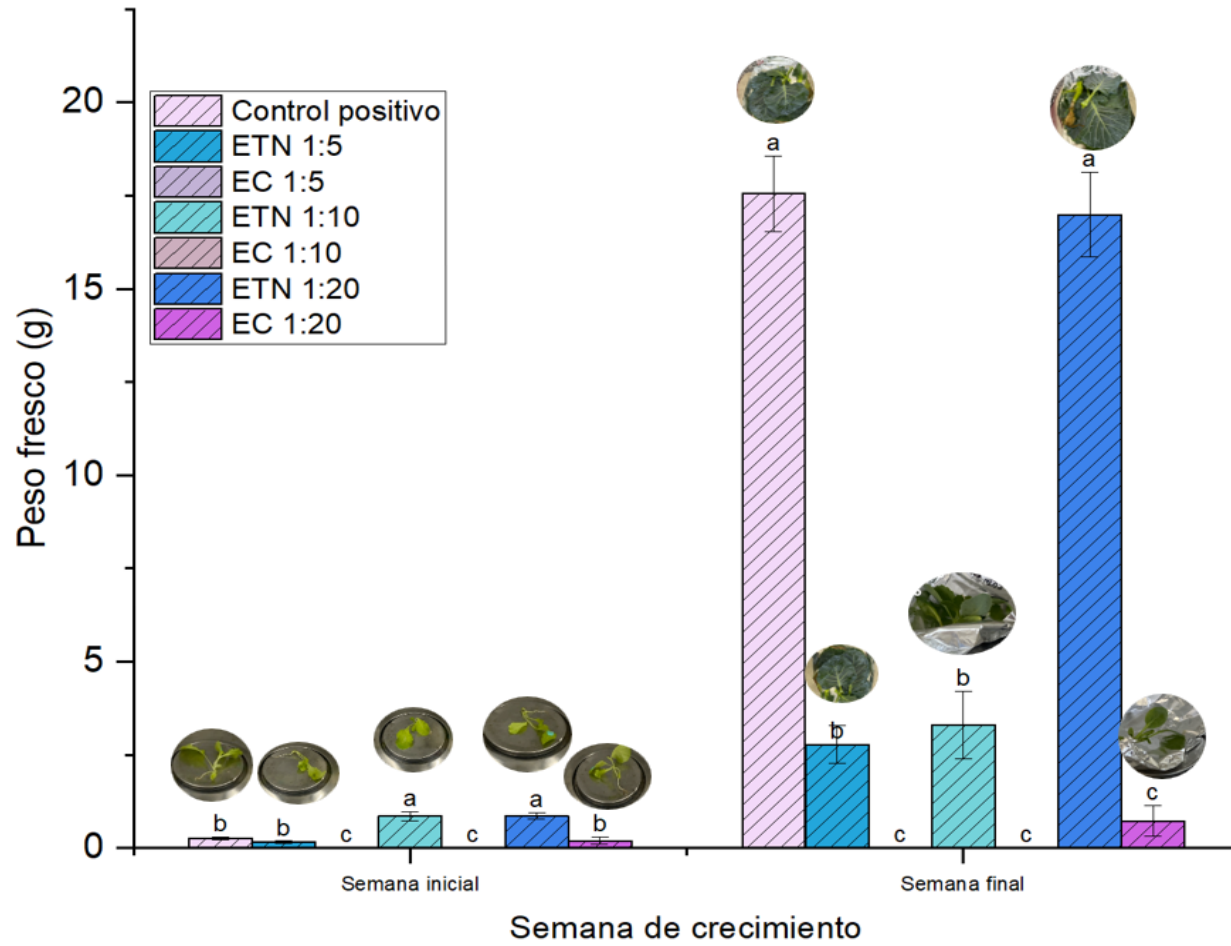 Peso fresco (g)
20
15
10
5
0
Control positivo
ETN 1:5
EC 1:5
ETN 1:10
EC 1:10
ETN 1:20
EC 1:20
b
b
c
a
c
a
b
a
b
c
b
c
a
c
Semana inicial
Semana final
Semana de crecimiento